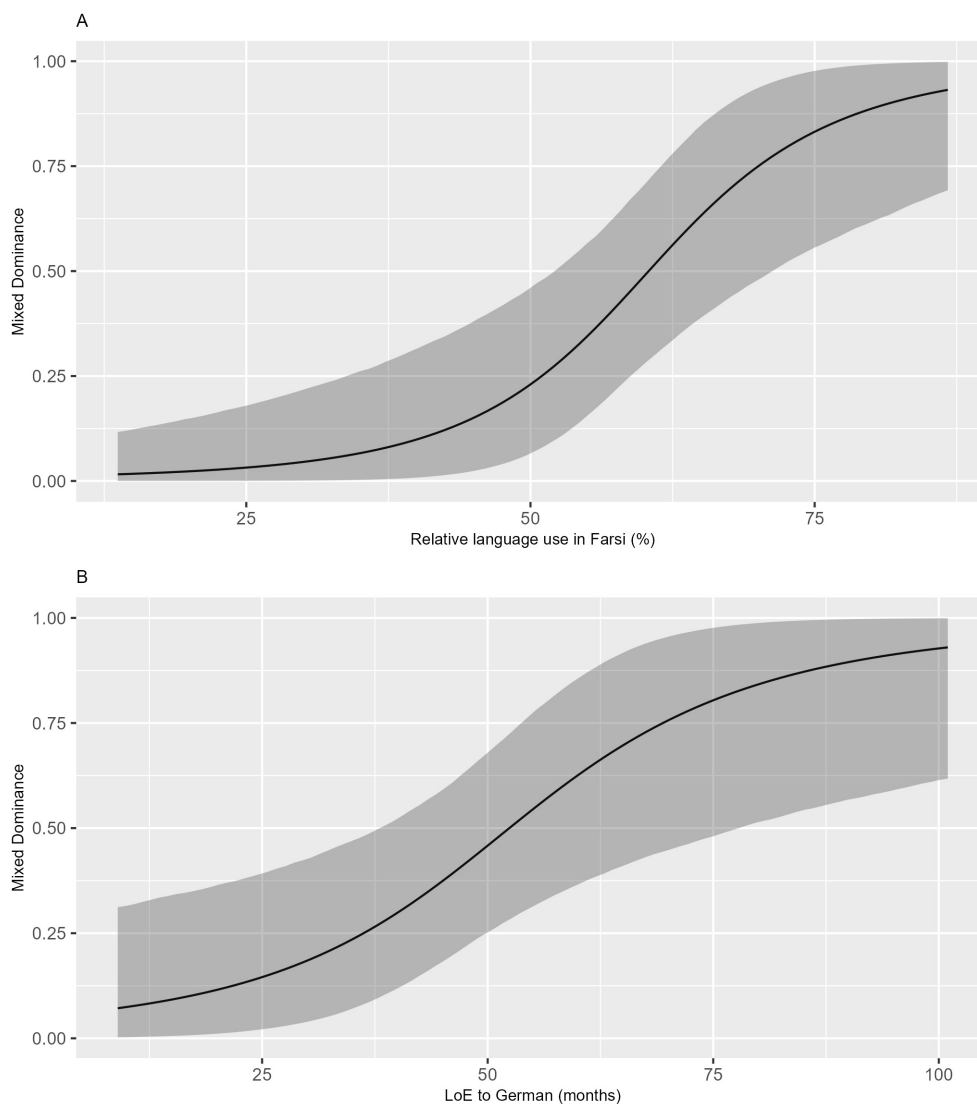 A
1.00
0.75
0.50
0.25
0.00
Mixed Dominance
25 50 75
Relative language use in Farsi (%)
B
1.00
0.75
0.50
0.25
0.00
Mixed Dominance
25 50 75 100
LoE to German (months)